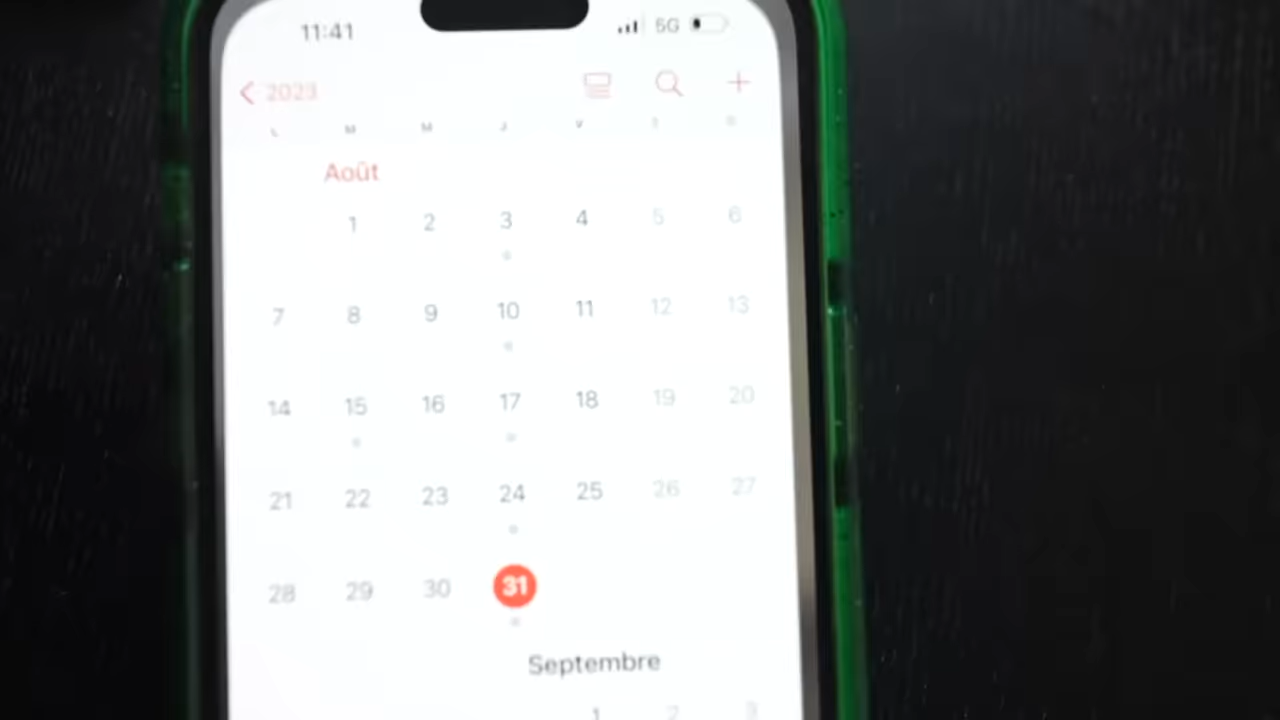 11:41 5G
2023
L M M J V S D
Août
1 2 3 4 5 6
7 8 9 10 11 12 13
14 15 16 17 18 19 20
21 22 23 24 25 26 27
28 29 30 31
Septembre
1 2 3